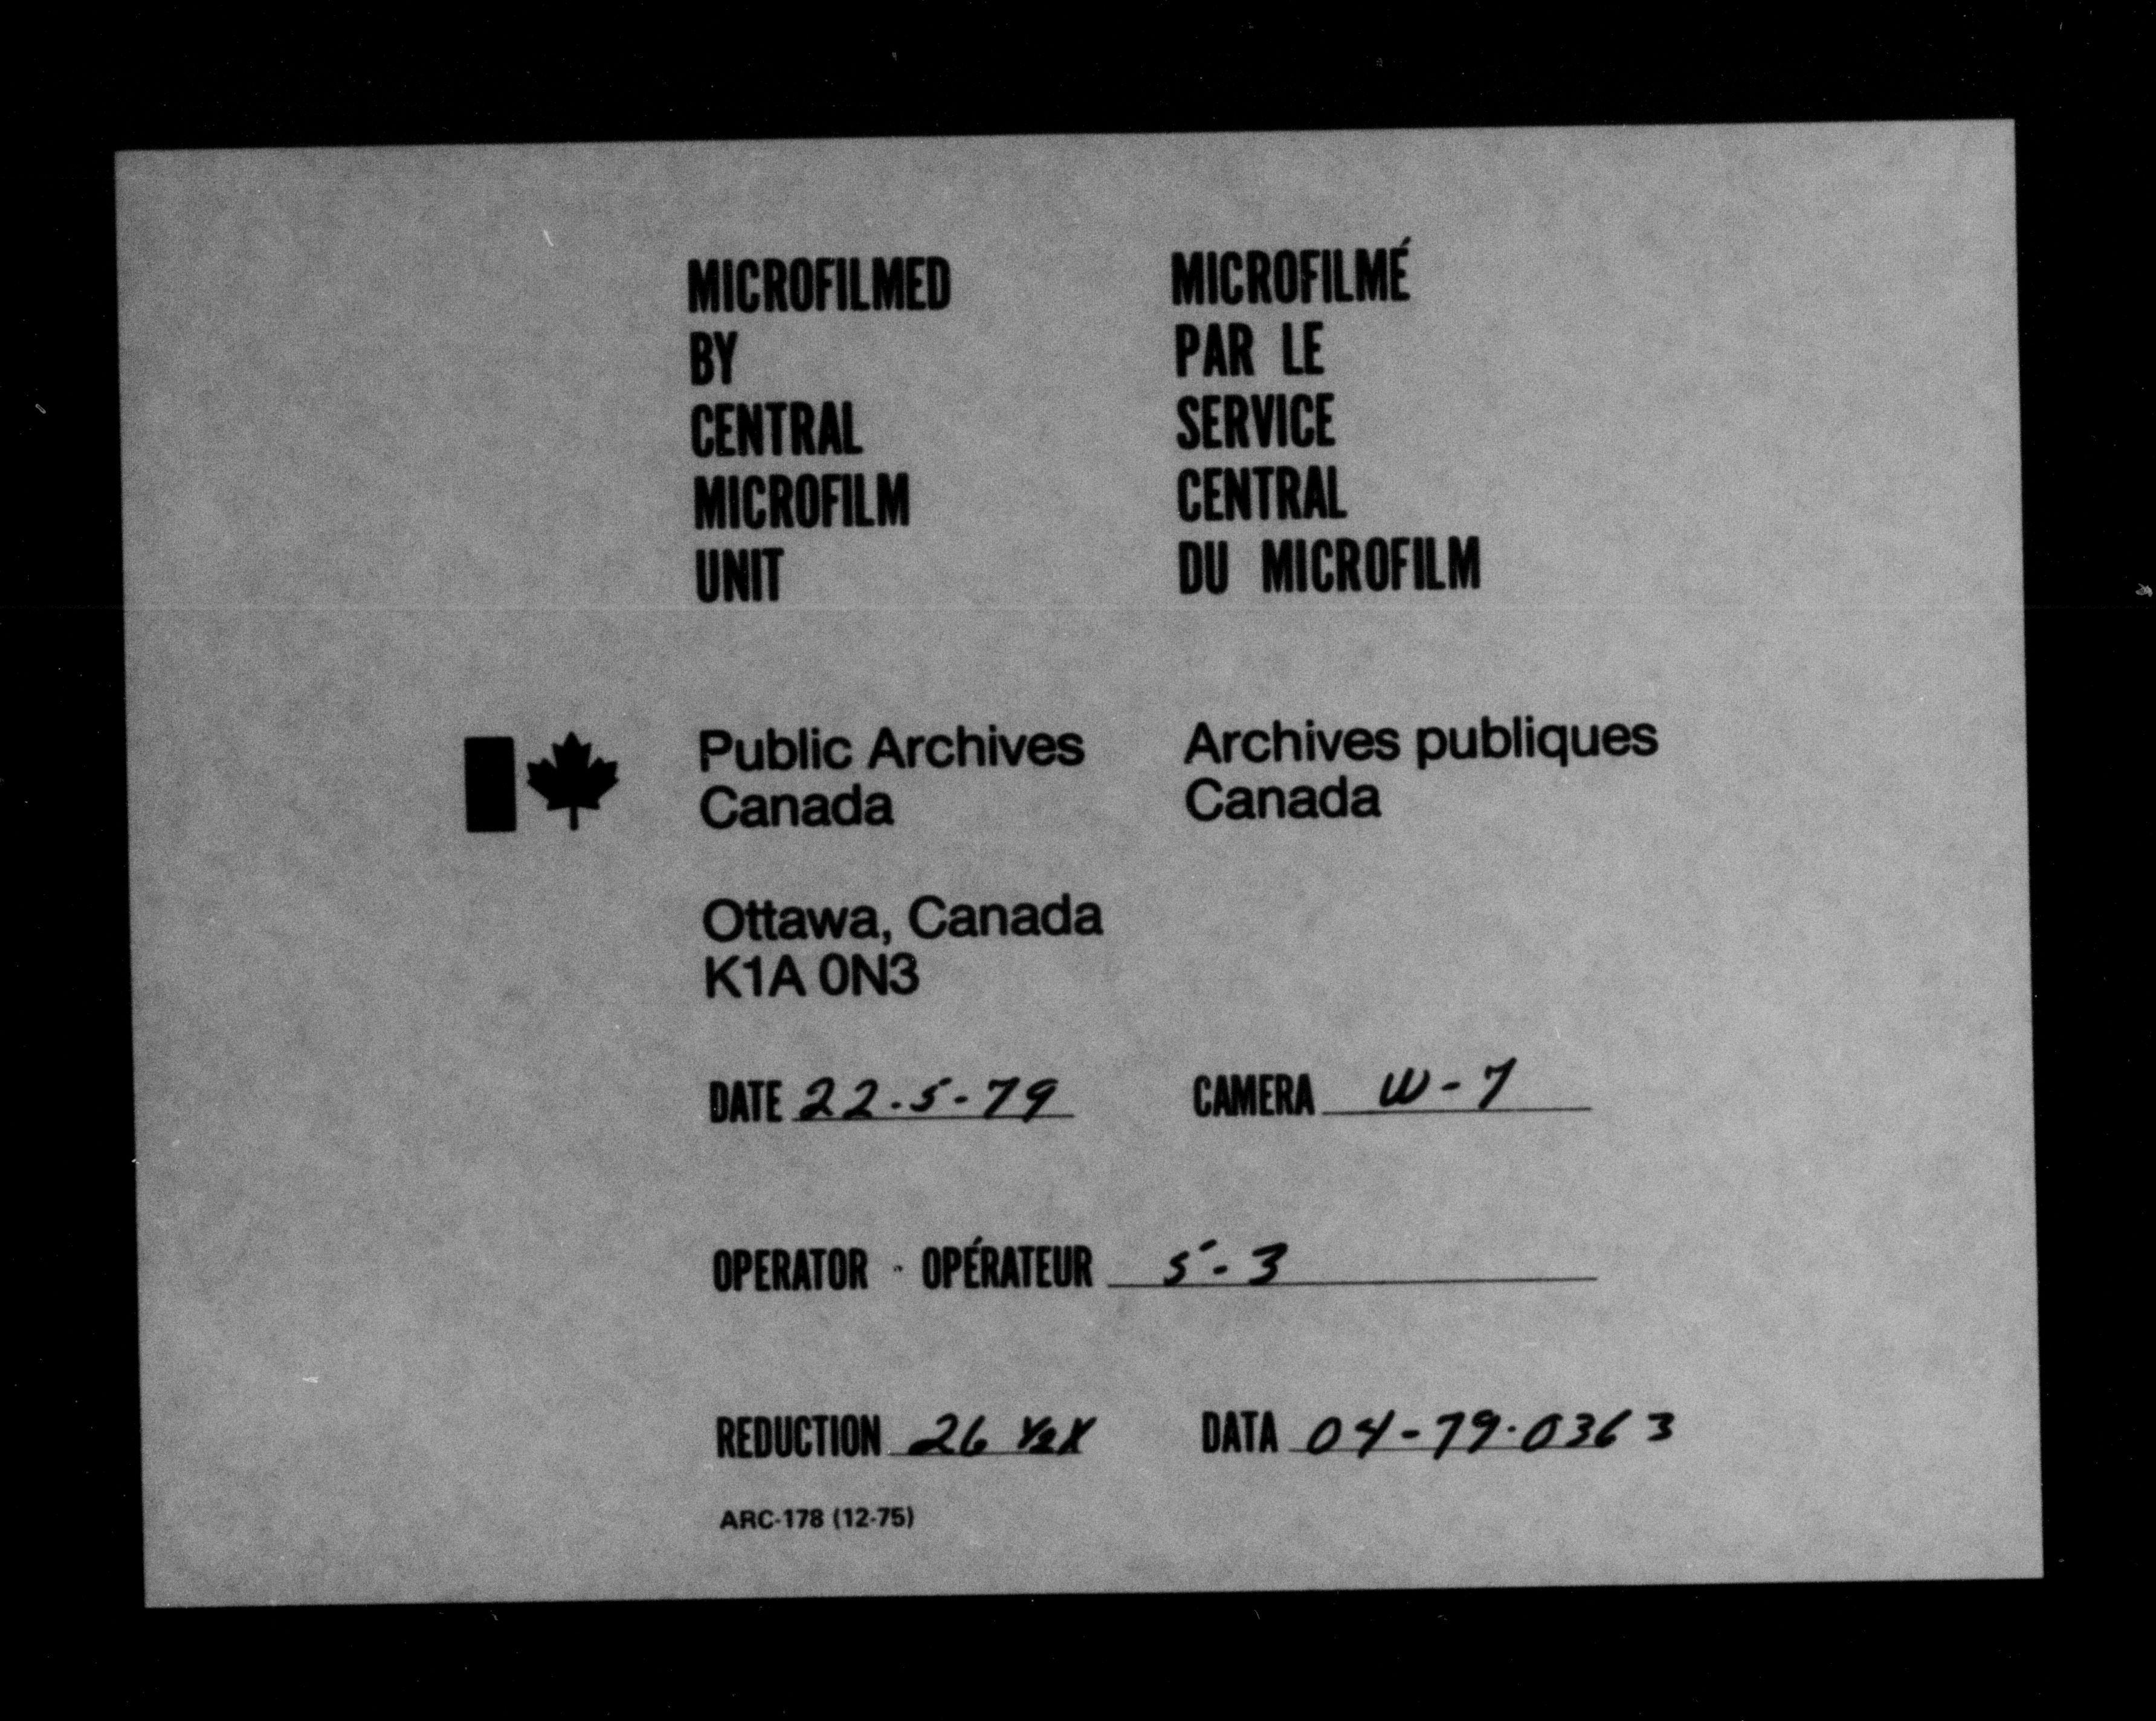 MICROFILMED
BY
CENTRAL
MICROFILM
UNIT
MICROFILMÉ
PAR LE
SERVICE
CENTRAL
DU MICROFILM
Public Archives
Canada
Archives publiques
Canada
Ottawa, Canada
K1A 0N3
DATE 22-5-79
CAMERA W-7
OPERATOR - OPÉRATEUR 5-3
REDUCTION 26 1/2X
DATA 04-79-0363
ARC-178 (12-75)